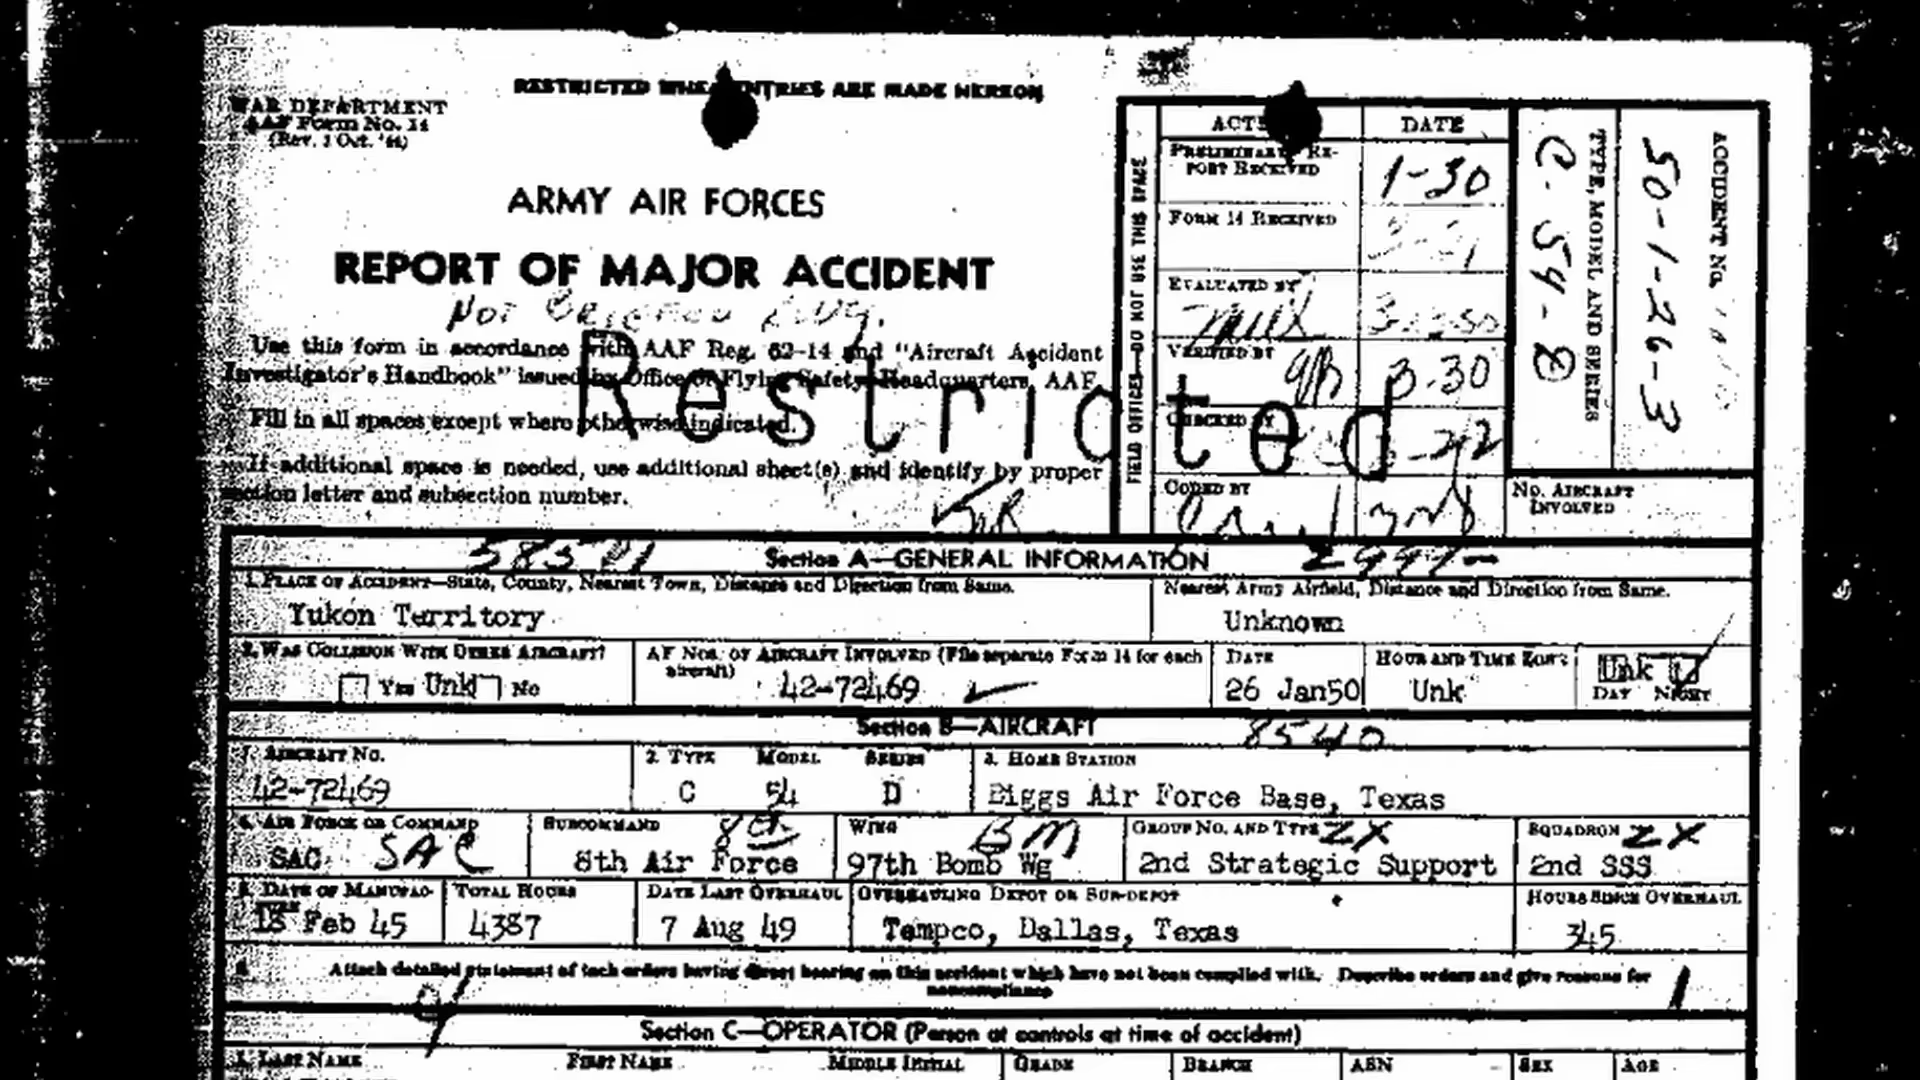 RESTRICTED WHEN ENTRIES ARE MADE HEREON
WAR DEPARTMENT
AAF Form No. 14
(Rev. 1 Oct. '44)
ARMY AIR FORCES
REPORT OF MAJOR ACCIDENT
Not
Use this form in accordance with AAF Reg. 62-14 and "Aircraft Accident
Investigator's Handbook" issued by Office of Flying Safety, Headquarters, AAF.
Fill in all spaces except where otherwise indicated.
If additional space is needed, use additional sheet(s) and identify by proper
section letter and subsection number.
Restricted
FIELD OFFICES—DO NOT USE THIS SPACE
DATE
PRELIMINARY RE-
PORT RECEIVED 1-30
FORM 14 RECEIVED
EVALUATED BY
VERIFIED BY 3-30
CHECKED BY
CODED BY
TYPE, MODEL AND SERIES
C-54-D
ACCIDENT No.
50-1-26-3
No. AIRCRAFT
INVOLVED
Section A—GENERAL INFORMATION
1. PLACE OF ACCIDENT—State, County, Nearest Town, Distance and Direction from Same.
Yukon Territory
Nearest Army Airfield, Distance and Direction from Same.
Unknown
2. WAS COLLISION WITH OTHER AIRCRAFT?
Yes Unk No
AF NOS. OF AIRCRAFT INVOLVED (File separate Form 14 for each
aircraft)
42-72469
DATE
26 Jan50
HOUR AND TIME ZONE
Unk
Unk
DAY NIGHT
Section B—AIRCRAFT
8540
1. AIRCRAFT NO.
42-72469
2. TYPE MODEL SERIES
C 54 D
3. HOME STATION
Biggs Air Force Base, Texas
4. AIR FORCE OR COMMAND
SAC SAC
SUBCOMMAND 8th
8th Air Force
WING BM
97th Bomb Wg
GROUP NO. AND TYPE ZX
2nd Strategic Support
SQUADRON ZX
2nd SSS
5. DATE OF MANUFAC-
TURE
Feb 45
TOTAL HOURS
4387
DATE LAST OVERHAUL
7 Aug 49
OVERHAULING DEPOT OR SUB-DEPOT
Tempco, Dallas, Texas
HOURS SINCE OVERHAUL
345
6. Attach detailed statement of such orders having direct bearing on this accident which have not been complied with. Describe orders and give reasons for
noncompliance.
Section C—OPERATOR (Person at controls at time of accident)
1. LAST NAME FIRST NAME MIDDLE INITIAL GRADE BRANCH ASN SEX AGE